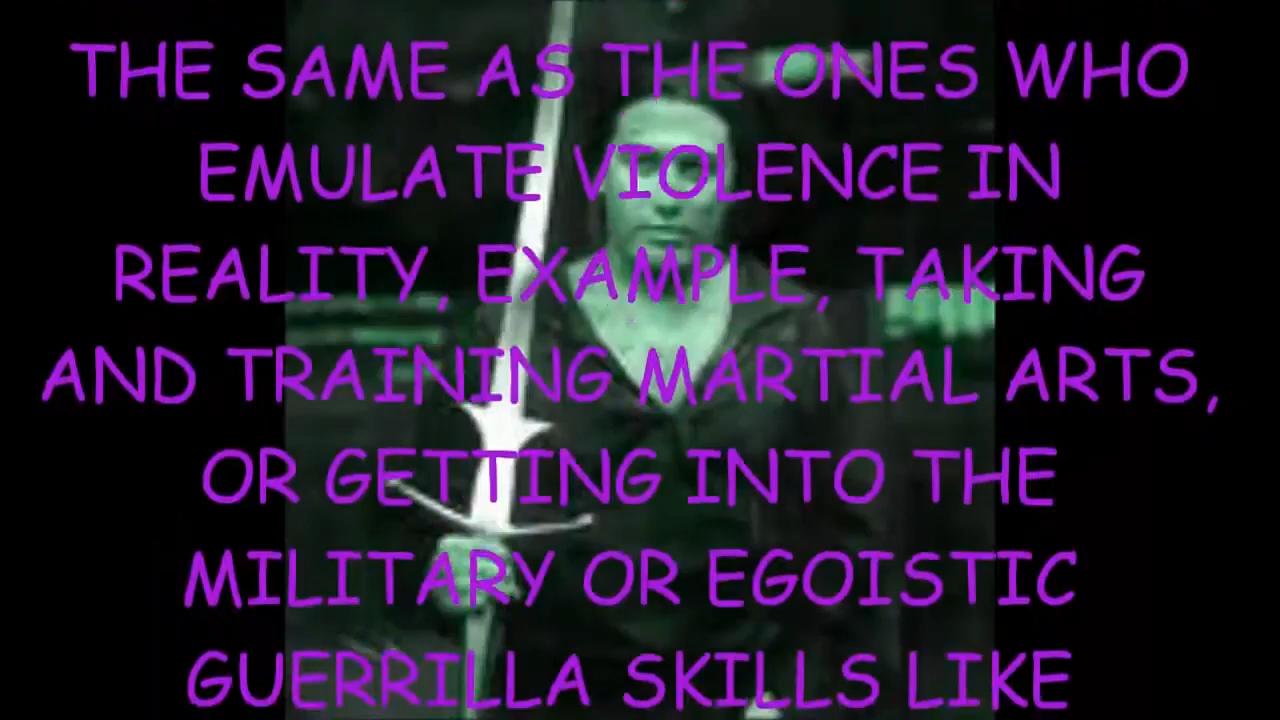 THE SAME AS THE ONES WHO
EMULATE VIOLENCE IN
REALITY, EXAMPLE, TAKING
AND TRAINING MARTIAL ARTS,
OR GETTING INTO THE
MILITARY OR EGOISTIC
GUERRILLA SKILLS LIKE